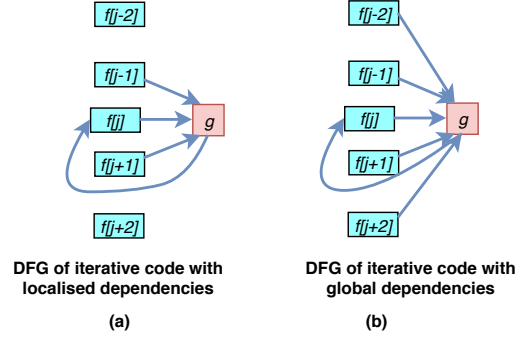 f[j-2]
f[j-1]
f[j]
g
f[j+1]
f[j+2]
DFG of iterative code with
localised dependencies
(a)
f[j-2]
f[j-1]
f[j]
g
f[j+1]
f[j+2]
DFG of iterative code with
global dependencies
(b)